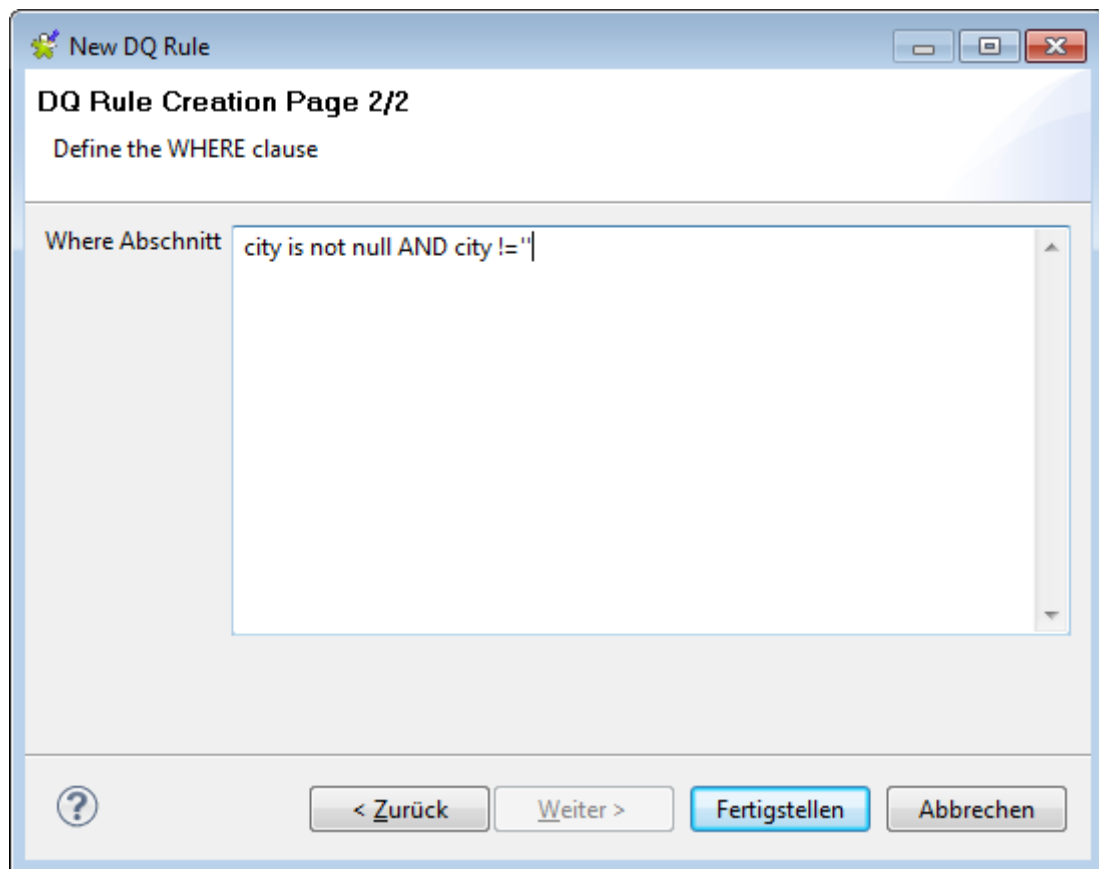 New DQ Rule
DQ Rule Creation Page 2/2
Define the WHERE clause
Where Abschnitt
city is not null AND city !=''
?
< Zurück
Weiter >
Fertigstellen
Abbrechen